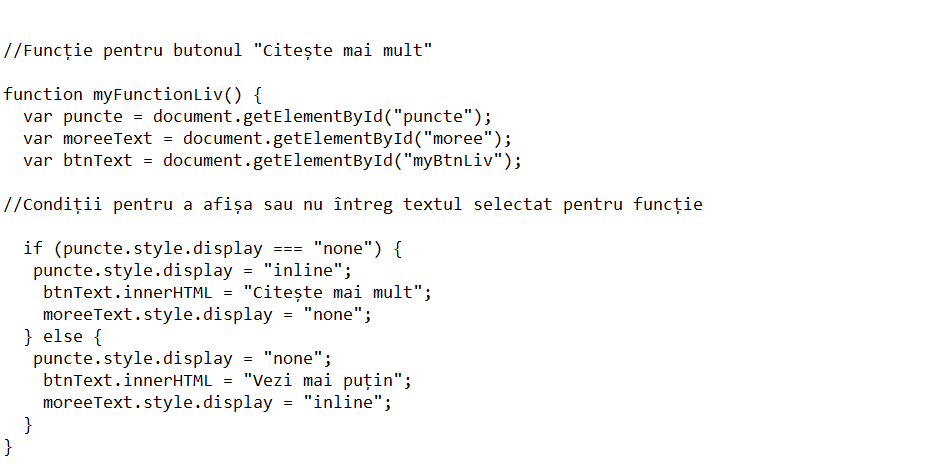 //Funcție pentru butonul "Citește mai mult"

function myFunctionLiv() {
  var puncte = document.getElementById("puncte");
  var moreeText = document.getElementById("moree");
  var btnText = document.getElementById("myBtnLiv");

//Condiții pentru a afișa sau nu întreg textul selectat pentru funcție

  if (puncte.style.display === "none") {
   puncte.style.display = "inline";
    btnText.innerHTML = "Citește mai mult";
    moreeText.style.display = "none";
  } else {
   puncte.style.display = "none";
    btnText.innerHTML = "Vezi mai puțin";
    moreeText.style.display = "inline";
  }
}